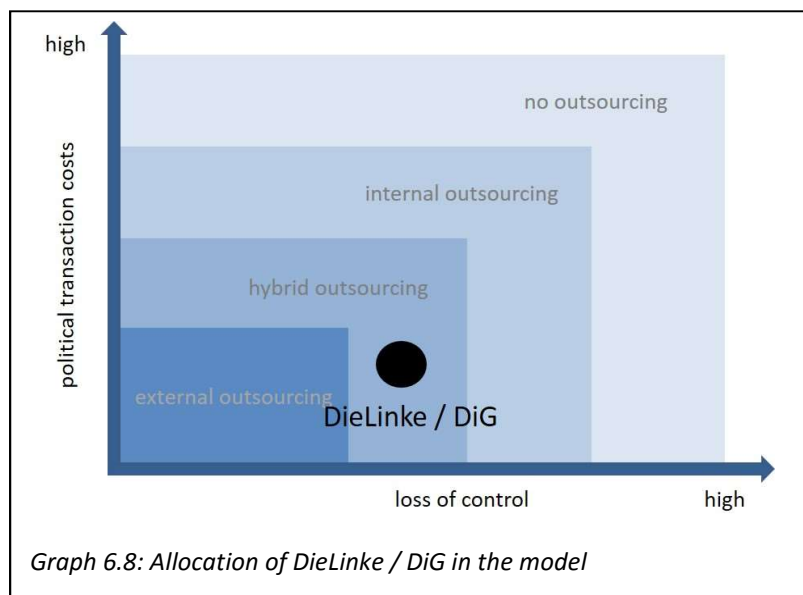 high
no outsourcing
political transaction costs
internal outsourcing
hybrid outsourcing
external outsourcing
DieLinke / DiG
loss of control
high
Graph 6.8: Allocation of DieLinke / DiG in the model